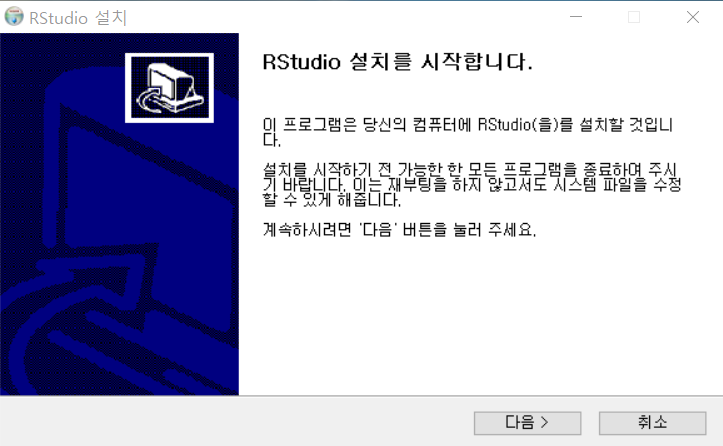 RStudio 설치
RStudio 설치를 시작합니다.
이 프로그램은 당신의 컴퓨터에 RStudio(을)를 설치할 것입니
다.
설치를 시작하기 전 가능한 한 모든 프로그램을 종료하여 주시
기 바랍니다. 이는 재부팅을 하지 않고서도 시스템 파일을 수정
할 수 있게 해줍니다.
계속하시려면 '다음' 버튼을 눌러 주세요.
다음 >
취소